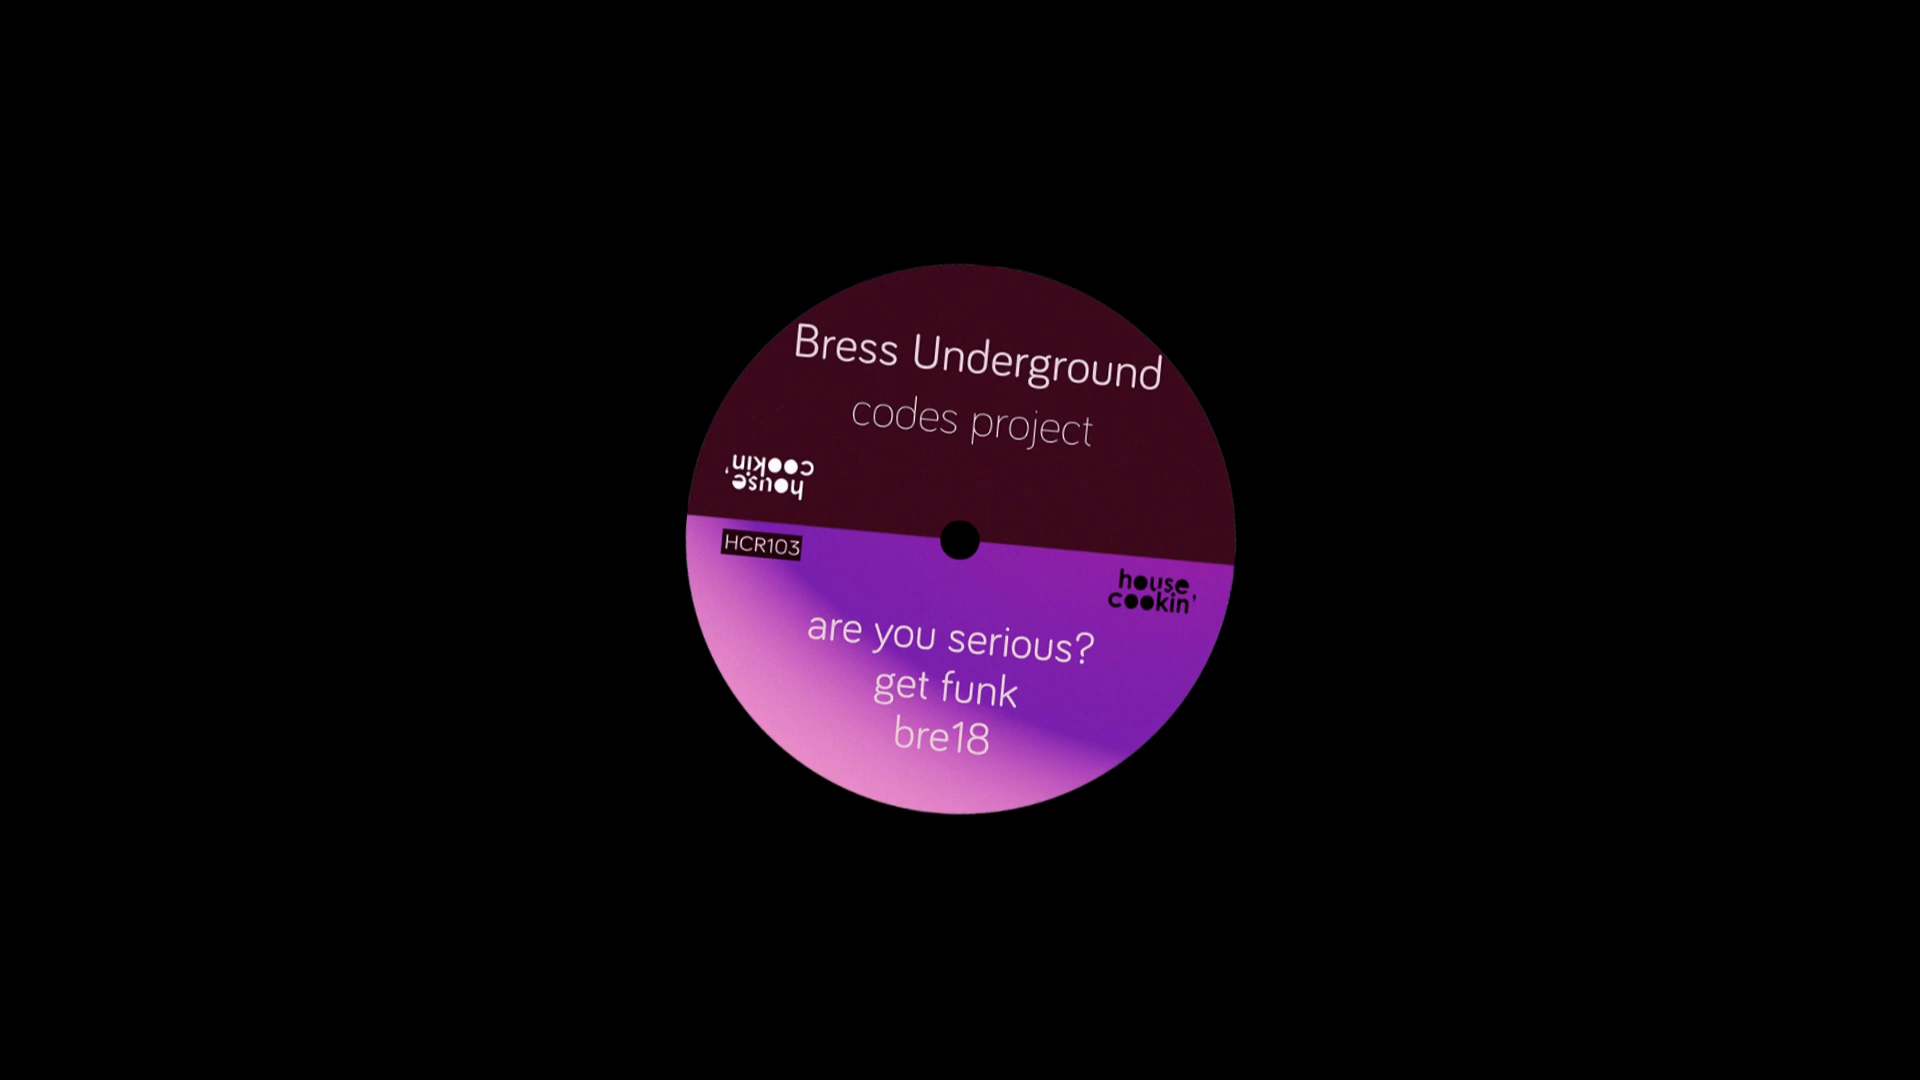 Bress Underground
codes project
house
cookin'
HCR103
house
cookin'
are you serious?
get funk
bre18